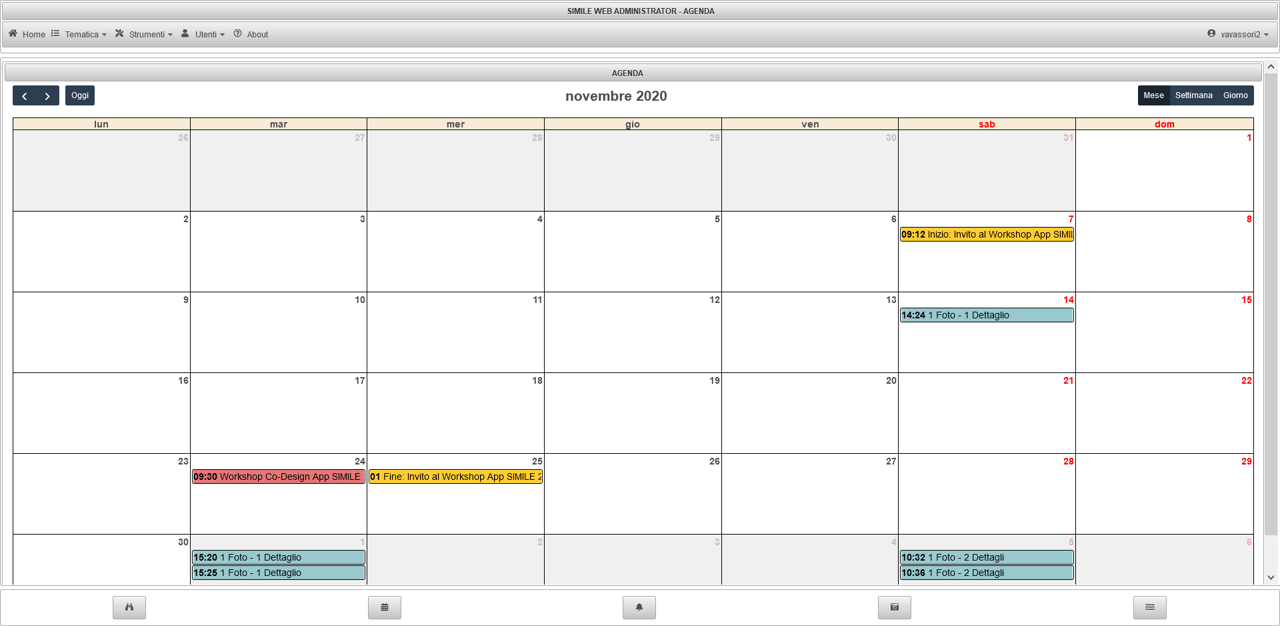 SIMILE WEB ADMINISTRATOR - AGENDA
Home Tematica Strumenti Utenti About vavassori2
AGENDA
Oggi novembre 2020 Mese Settimana Giorno
lun mar mer gio ven sab dom
26 27 28 29 30 31 1
2 3 4 5 6 7 8
09:12 Inizio: Invito al Workshop App SIMIL
9 10 11 12 13 14 15
14:24 1 Foto - 1 Dettaglio
16 17 18 19 20 21 22
23 24 25 26 27 28 29
09:30 Workshop Co-Design App SIMILE 01 Fine: Invito al Workshop App SIMILE 2
30 1 2 3 4 5 6
15:20 1 Foto - 1 Dettaglio 10:32 1 Foto - 2 Dettagli
15:25 1 Foto - 1 Dettaglio 10:36 1 Foto - 2 Dettagli